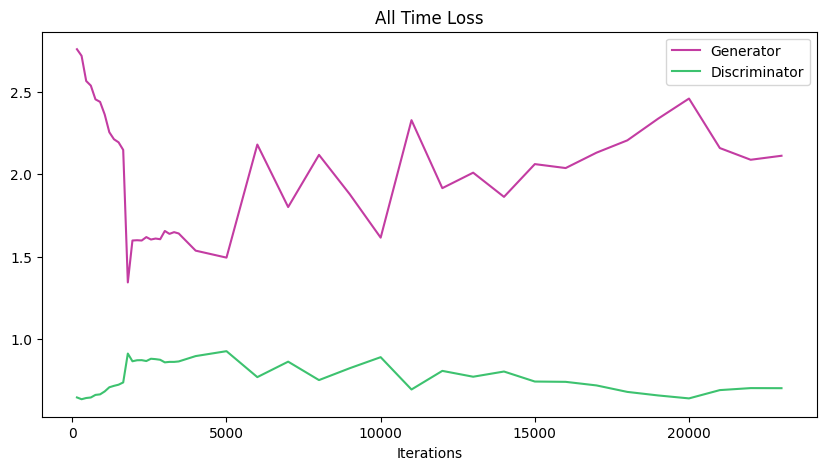 All Time Loss
Generator
Discriminator
2.5
2.0
1.5
1.0
0
5000
10000
15000
20000
Iterations